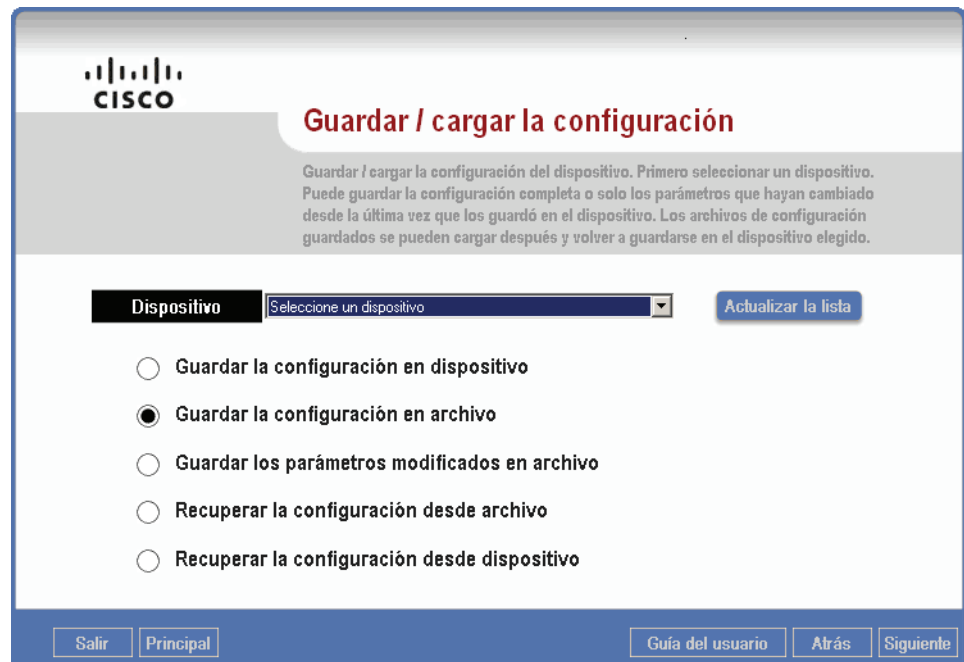 CISCO
Guardar / cargar la configuración
Guardar / cargar la configuración del dispositivo. Primero seleccionar un dispositivo.
Puede guardar la configuración completa o solo los parámetros que hayan cambiado
desde la última vez que los guardó en el dispositivo. Los archivos de configuración
guardados se pueden cargar después y volver a guardarse en el dispositivo elegido.
Dispositivo
Seleccione un dispositivo
Actualizar la lista
Guardar la configuración en dispositivo
Guardar la configuración en archivo
Guardar los parámetros modificados en archivo
Recuperar la configuración desde archivo
Recuperar la configuración desde dispositivo
Salir
Principal
Guía del usuario
Atrás
Siguiente